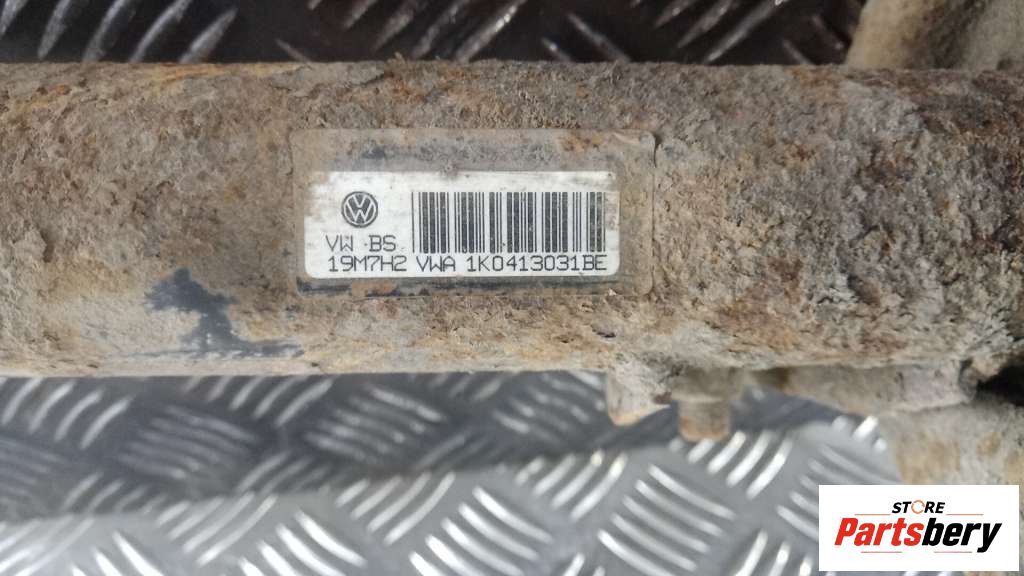 VW BS
19M7H2 VWA 1K0413031BE
STORE
Partsbery